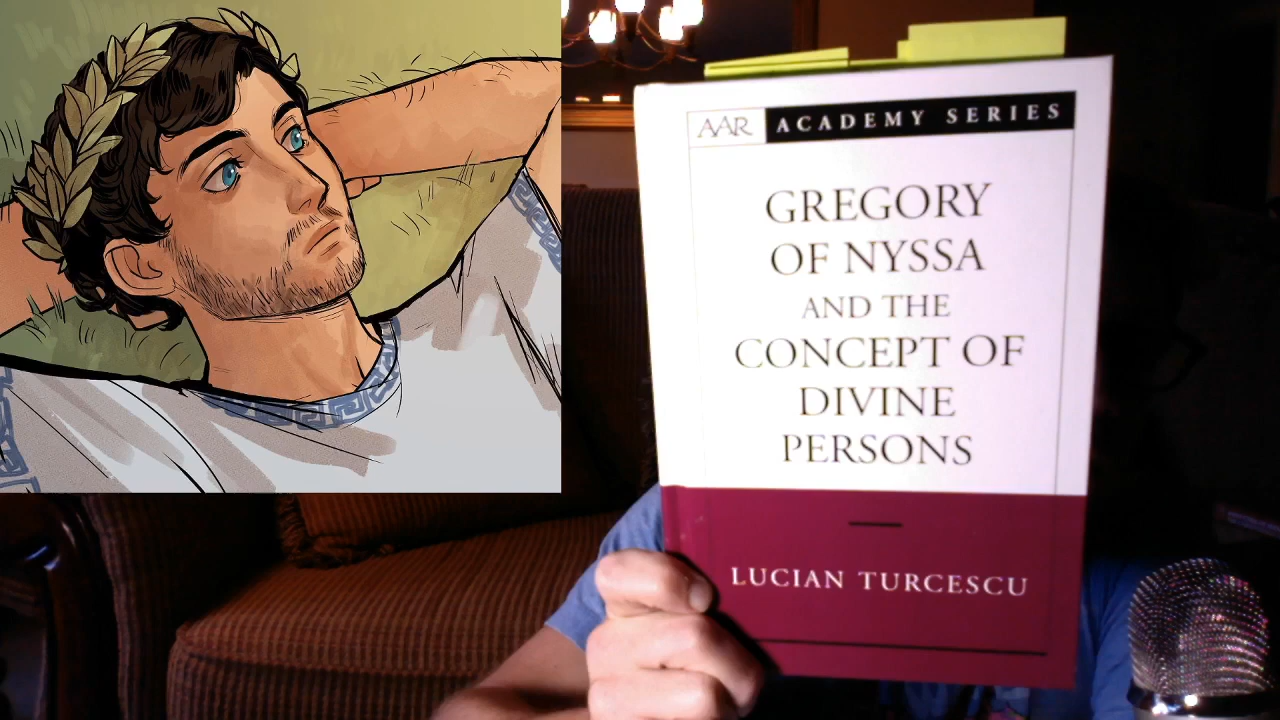 AAR ACADEMY SERIES
GREGORY
OF NYSSA
AND THE
CONCEPT OF
DIVINE
PERSONS
LUCIAN TURCESCU